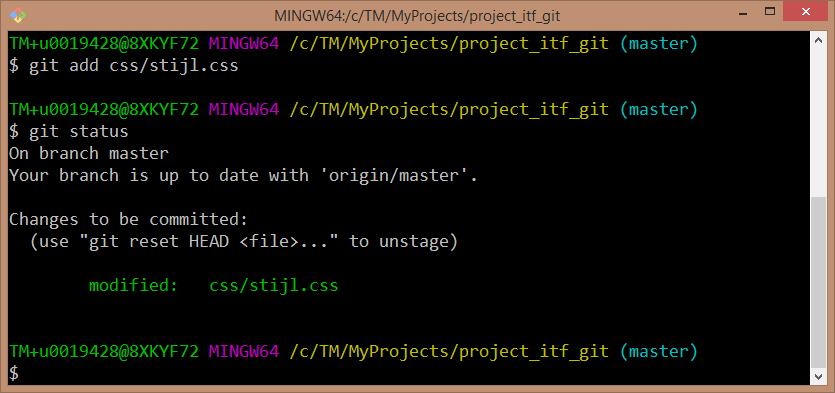 MINGW64:/c/TM/MyProjects/project_itf_git
TM+u0019428@8XKYF72 MINGW64 /c/TM/MyProjects/project_itf_git (master)
$ git add css/stijl.css
TM+u0019428@8XKYF72 MINGW64 /c/TM/MyProjects/project_itf_git (master)
$ git status
On branch master
Your branch is up to date with 'origin/master'.
Changes to be committed:
  (use "git reset HEAD <file>..." to unstage)
        modified:   css/stijl.css
TM+u0019428@8XKYF72 MINGW64 /c/TM/MyProjects/project_itf_git (master)
$